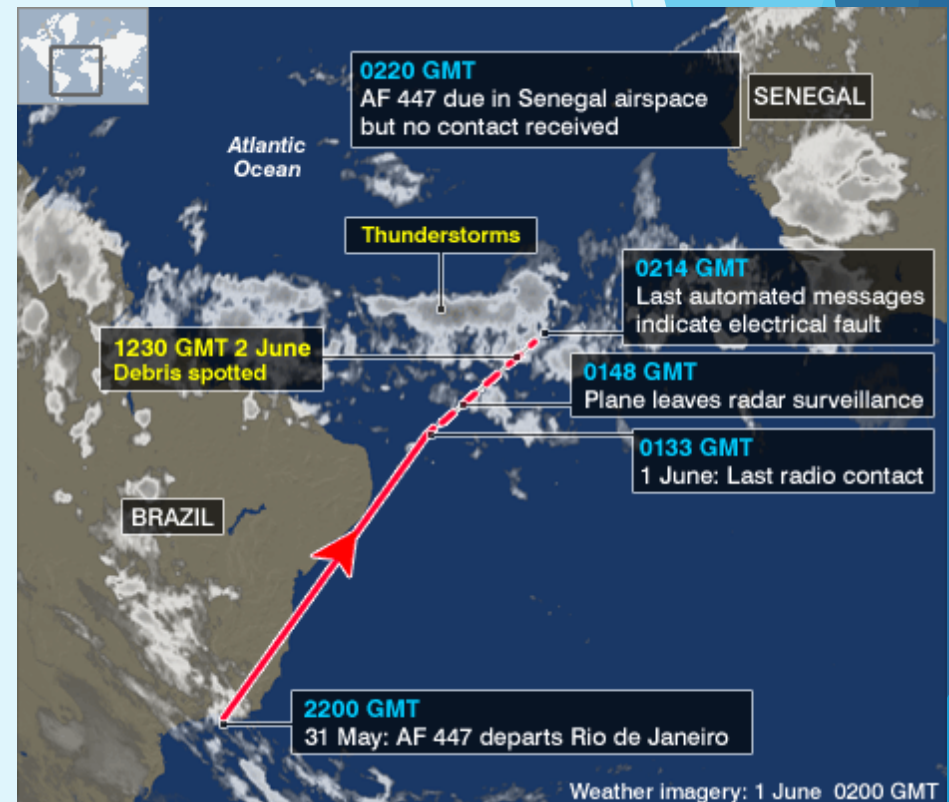 0220 GMT
AF 447 due in Senegal airspace
but no contact received
SENEGAL
Atlantic
Ocean
Thunderstorms
0214 GMT
Last automated messages
indicate electrical fault
1230 GMT 2 June
Debris spotted
0148 GMT
Plane leaves radar surveillance
0133 GMT
1 June: Last radio contact
BRAZIL
2200 GMT
31 May: AF 447 departs Rio de Janeiro
Weather imagery: 1 June 0200 GMT